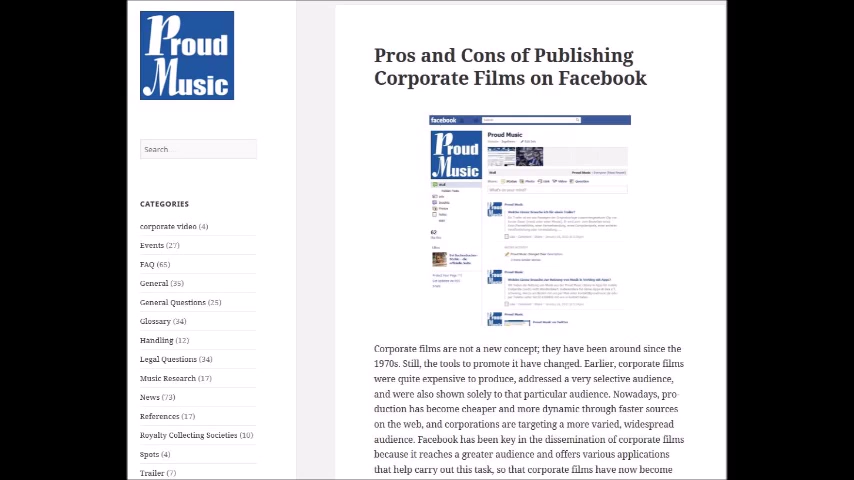 Proud
Music
Search...
CATEGORIES
corporate video (4)
Events (27)
FAQ (65)
General (35)
General Questions (25)
Glossary (34)
Handling (12)
Legal Questions (34)
Music Research (17)
News (73)
References (17)
Royalty Collecting Societies (10)
Spots (4)
Trailer (7)
Pros and Cons of Publishing
Corporate Films on Facebook
facebook
Proud
Music
Proud Music
Corporate films are not a new concept; they have been around since the
1970s. Still, the tools to promote it have changed. Earlier, corporate films
were quite expensive to produce, addressed a very selective audience,
and were also shown solely to that particular audience. Nowadays, pro-
duction has become cheaper and more dynamic through faster sources
on the web, and corporations are targeting a more varied, widespread
audience. Facebook has been key in the dissemination of corporate films
because it reaches a greater audience and offers various applications
that help carry out this task, so that corporate films have now become